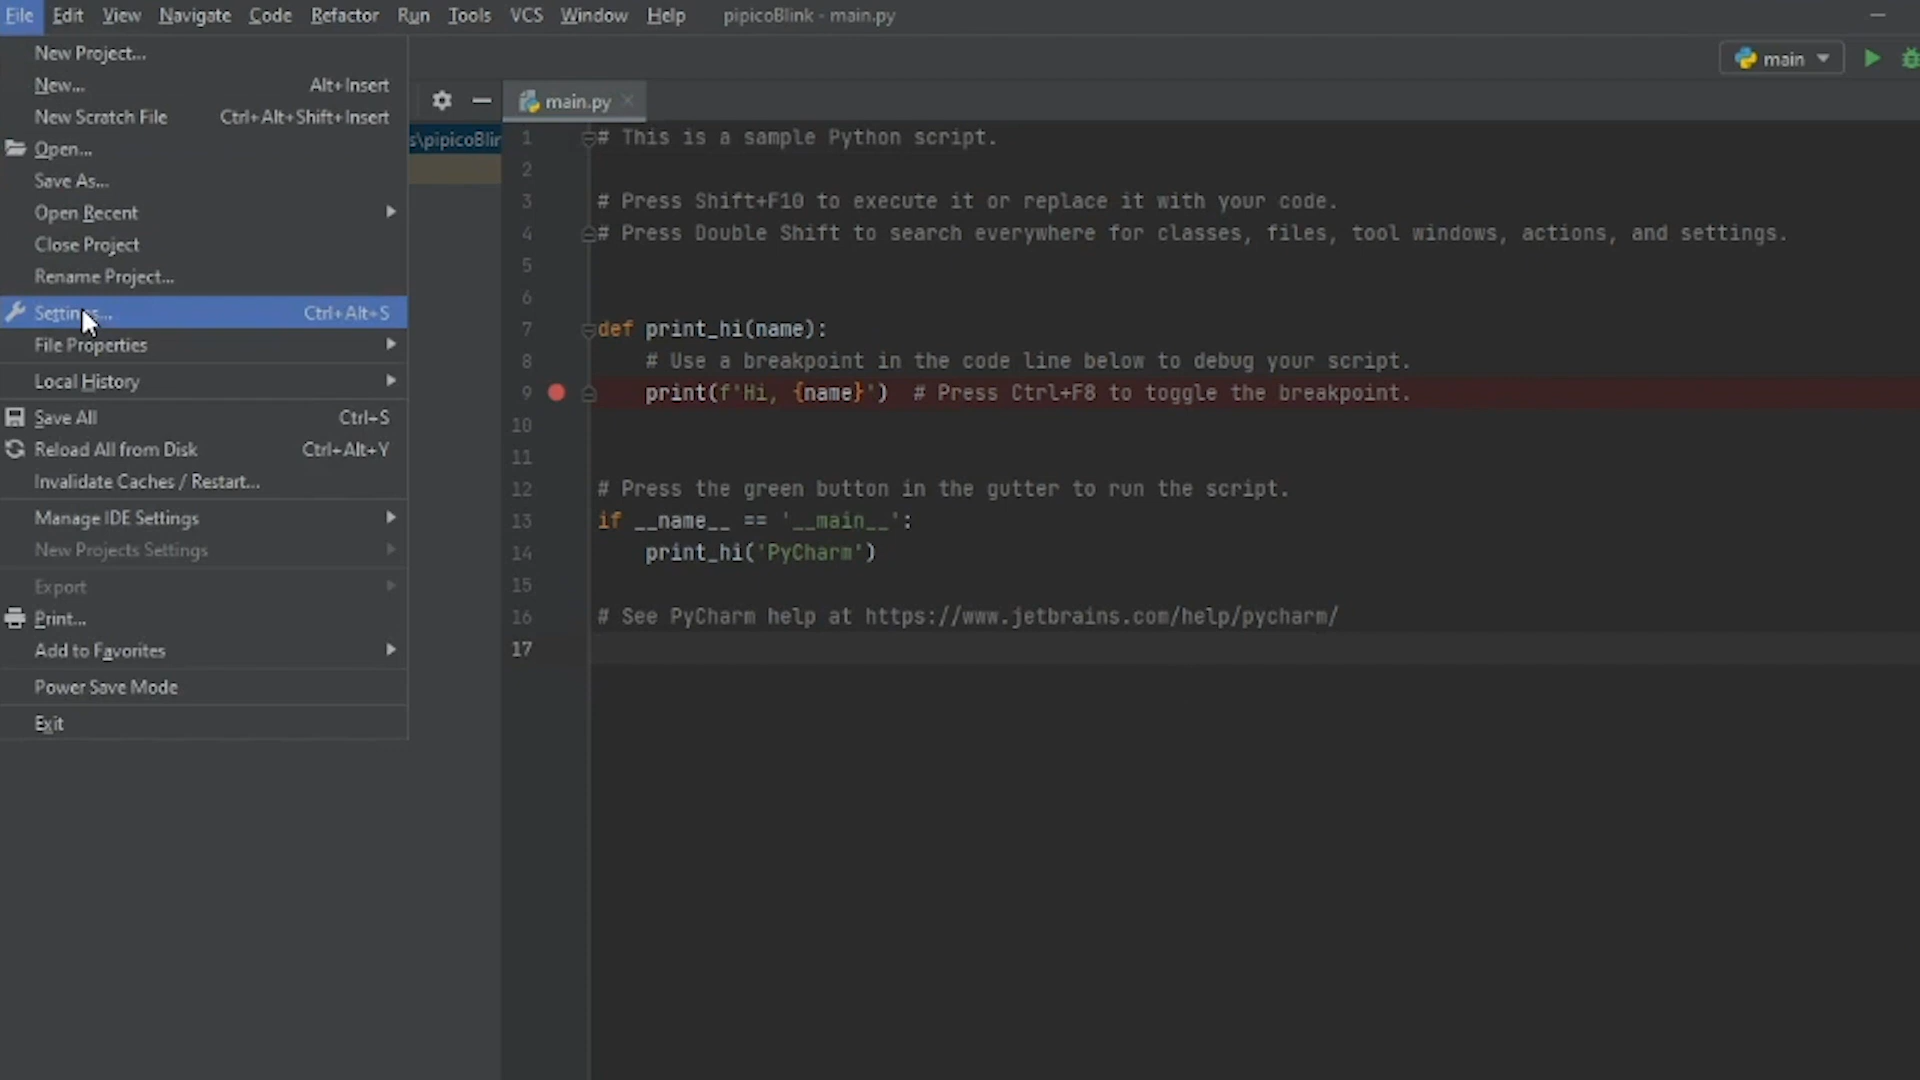 File Edit View Navigate Code Refactor Run Tools VCS Window Help pipicoBlink - main.py
main
New Project...
New... Alt+Insert
New Scratch File Ctrl+Alt+Shift+Insert
Open...
Save As...
Open Recent
Close Project
Rename Project...
Settings... Ctrl+Alt+S
File Properties
Local History
Save All Ctrl+S
Reload All from Disk Ctrl+Alt+Y
Invalidate Caches / Restart...
Manage IDE Settings
New Projects Settings
Export
Print...
Add to Favorites
Power Save Mode
Exit
s\pipicoBlin
main.py
1 # This is a sample Python script.
2
3 # Press Shift+F10 to execute it or replace it with your code.
4 # Press Double Shift to search everywhere for classes, files, tool windows, actions, and settings.
5
6
7 def print_hi(name):
8 # Use a breakpoint in the code line below to debug your script.
9 print(f'Hi, {name}') # Press Ctrl+F8 to toggle the breakpoint.
10
11
12 # Press the green button in the gutter to run the script.
13 if __name__ == '__main__':
14 print_hi('PyCharm')
15
16 # See PyCharm help at https://www.jetbrains.com/help/pycharm/
17